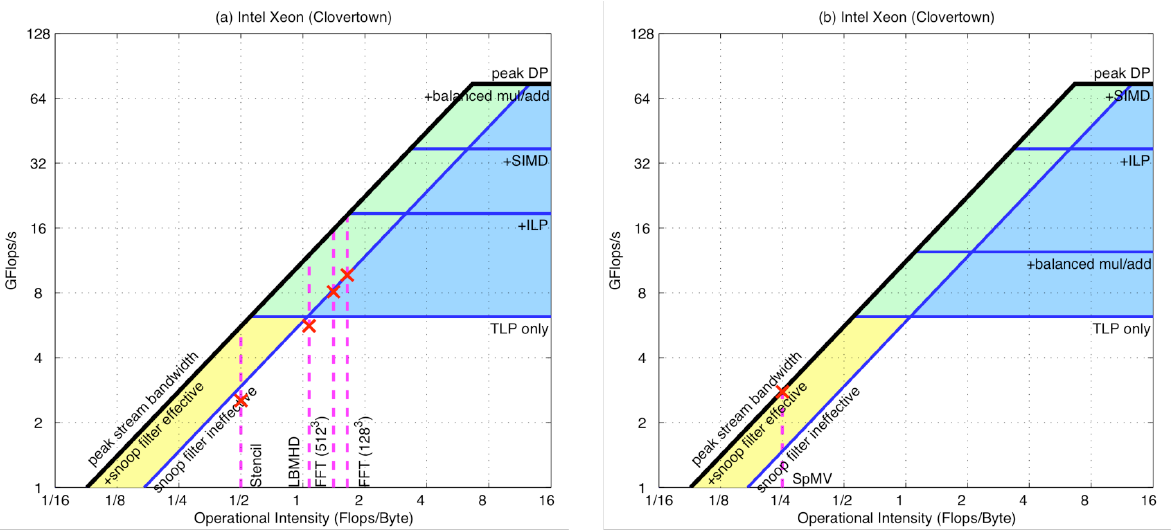 (a) Intel Xeon (Clovertown)
128
64
32
16
8
4
2
1
GFlops/s
peak DP
+balanced mul/add
+SIMD
+ILP
TLP only
peak stream bandwidth
+snoop filter effective
snoop filter ineffective
Stencil
LBMHD
FFT (512³)
FFT (128³)
1/16
1/8
1/4
1/2
1
2
4
8
16
Operational Intensity (Flops/Byte)
(b) Intel Xeon (Clovertown)
128
64
32
16
8
4
2
1
GFlops/s
peak DP
+SIMD
+ILP
+balanced mul/add
TLP only
peak stream bandwidth
+snoop filter effective
snoop filter ineffective
SpMV
1/16
1/8
1/4
1/2
1
2
4
8
16
Operational Intensity (Flops/Byte)